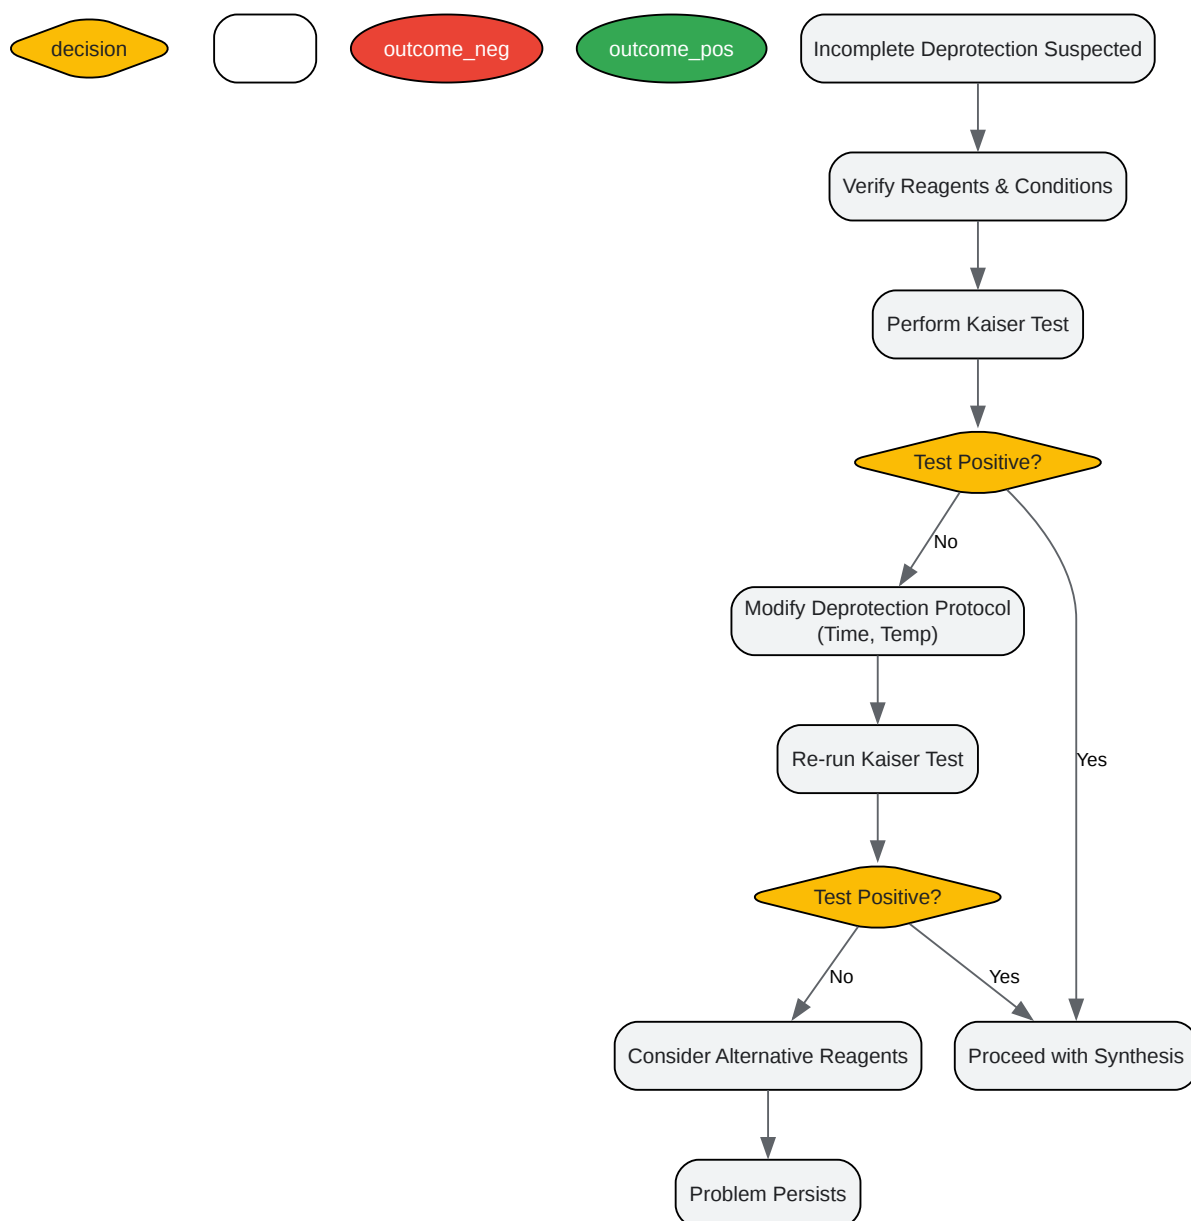 decision
outcome_neg
outcome_pos
Incomplete Deprotection Suspected
Verify Reagents & Conditions
Perform Kaiser Test
Test Positive?
No
Modify Deprotection Protocol
(Time, Temp)
Re-run Kaiser Test
Yes
Test Positive?
No
Yes
Consider Alternative Reagents
Proceed with Synthesis
Problem Persists